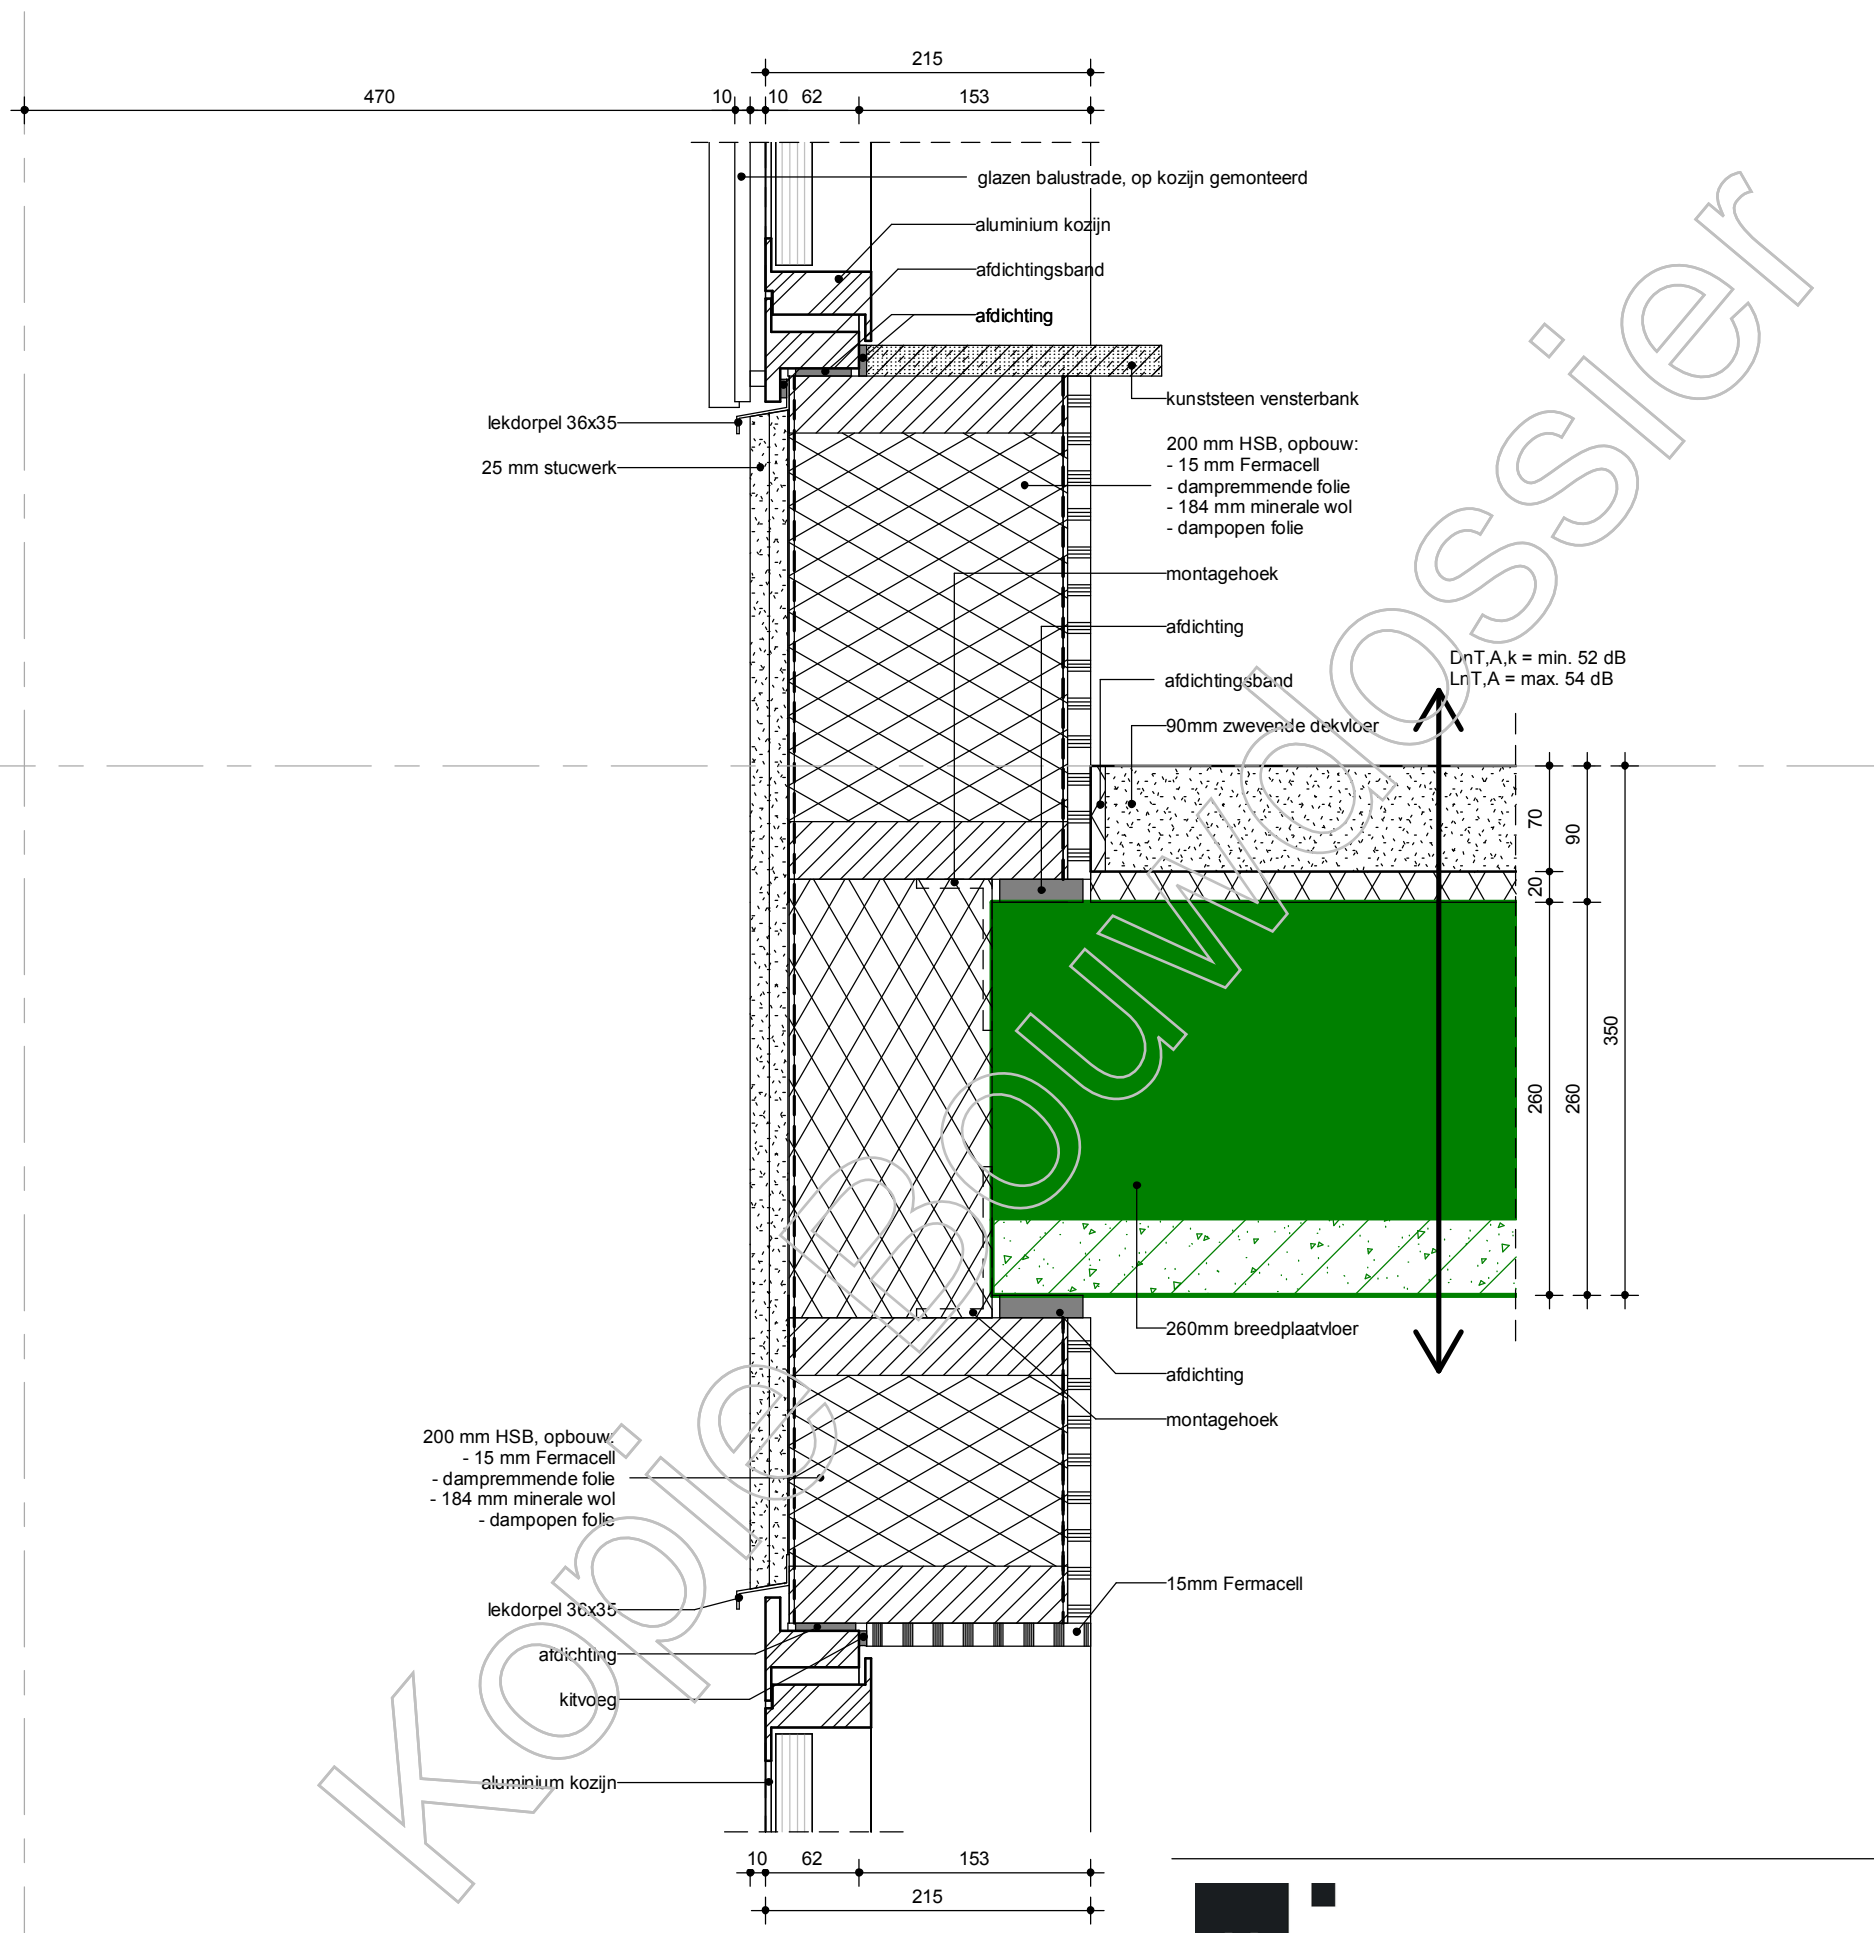 215
470
10
10
62
153
glazen balustrade, op kozijn gemonteerd
aluminium kozijn
afdichtingsband
afdichting
kunststeen vensterbank
lekdorpel 36x35
25 mm stucwerk
200 mm HSB, opbouw:
- 15 mm Fermacell
- dampremmende folie
- 184 mm minerale wol
- dampopen folie
montagehoek
afdichting
DnT,A,k = min. 52 dB
LnT,A = max. 54 dB
afdichtingsband
90mm zwevende dekvloer
70
90
20
350
260
260
260mm breedplaatvloer
afdichting
montagehoek
200 mm HSB, opbouw:
- 15 mm Fermacell
- dampremmende folie
- 184 mm minerale wol
- dampopen folie
15mm Fermacell
lekdorpel 36x35
afdichting
kitvoeg
aluminium kozijn
10
62
153
215
Kopie Bouwdossier